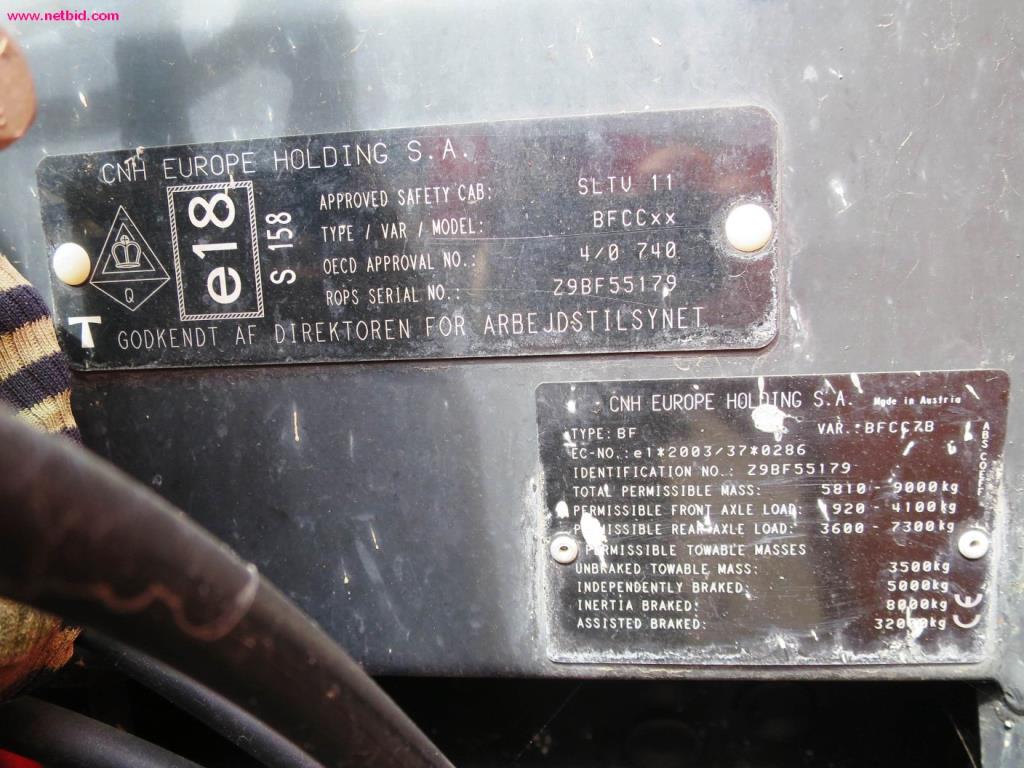 www.netbid.com
CNH EUROPE HOLDING S.A.
Q
e18
S 158
APPROVED SAFETY CAB: SLTV 11
TYPE / VAR / MODEL: BFCCxx
OECD APPROVAL NO.: 4/0 740
ROPS SERIAL NO.: Z9BF55179
T GODKENDT AF DIREKTOREN FOR ARBEJDSTILSYNET
CNH EUROPE HOLDING S.A. Made in Austria
TYPE: BF VAR.: BFCC7B
EC-NO.: e1*2003/37*0286
IDENTIFICATION NO.: Z9BF55179
TOTAL PERMISSIBLE MASS: 5810 - 9000kg
PERMISSIBLE FRONT AXLE LOAD: 1920 - 4100kg
PERMISSIBLE REAR AXLE LOAD: 3600 - 7300kg
PERMISSIBLE TOWABLE MASSES
UNBRAKED TOWABLE MASS: 3500kg
INDEPENDENTLY BRAKED: 5000kg
INERTIA BRAKED: 8000kg
ASSISTED BRAKED: 32000kg
CE